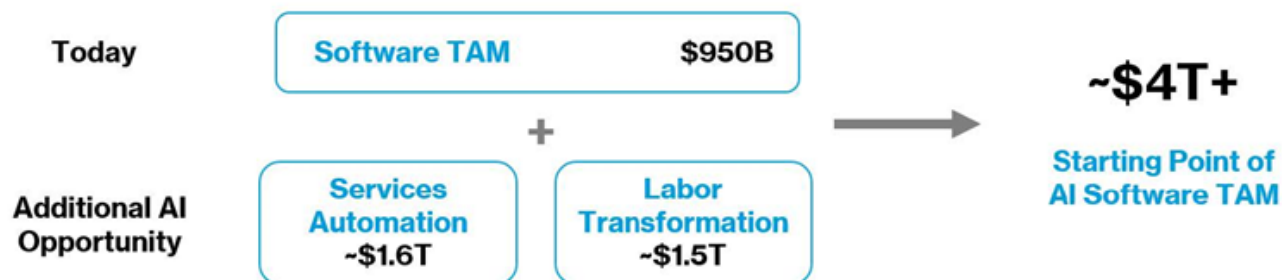 Today
Software TAM $950B
+
~$4T+
Starting Point of
AI Software TAM
Additional AI
Opportunity
Services
Automation
~$1.6T
Labor
Transformation
~$1.5T